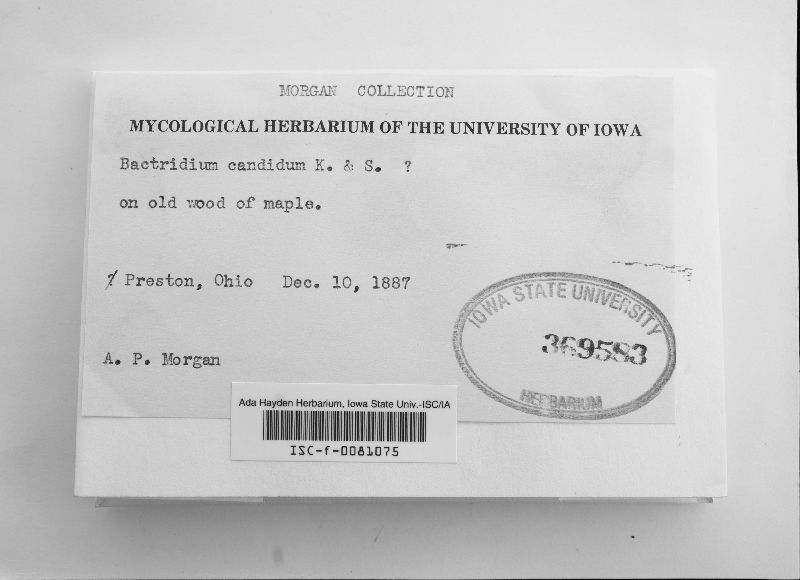 MORGAN COLLECTION
MYCOLOGICAL HERBARIUM OF THE UNIVERSITY OF IOWA
Bactridium candidum K. & S. ?
on old wood of maple.
Preston, Ohio Dec. 10, 1887
IOWA STATE UNIVERSITY
369583
HERBARIUM
A. P. Morgan
Ada Hayden Herbarium, Iowa State Univ.-ISC/IA
ISC-f-0081075